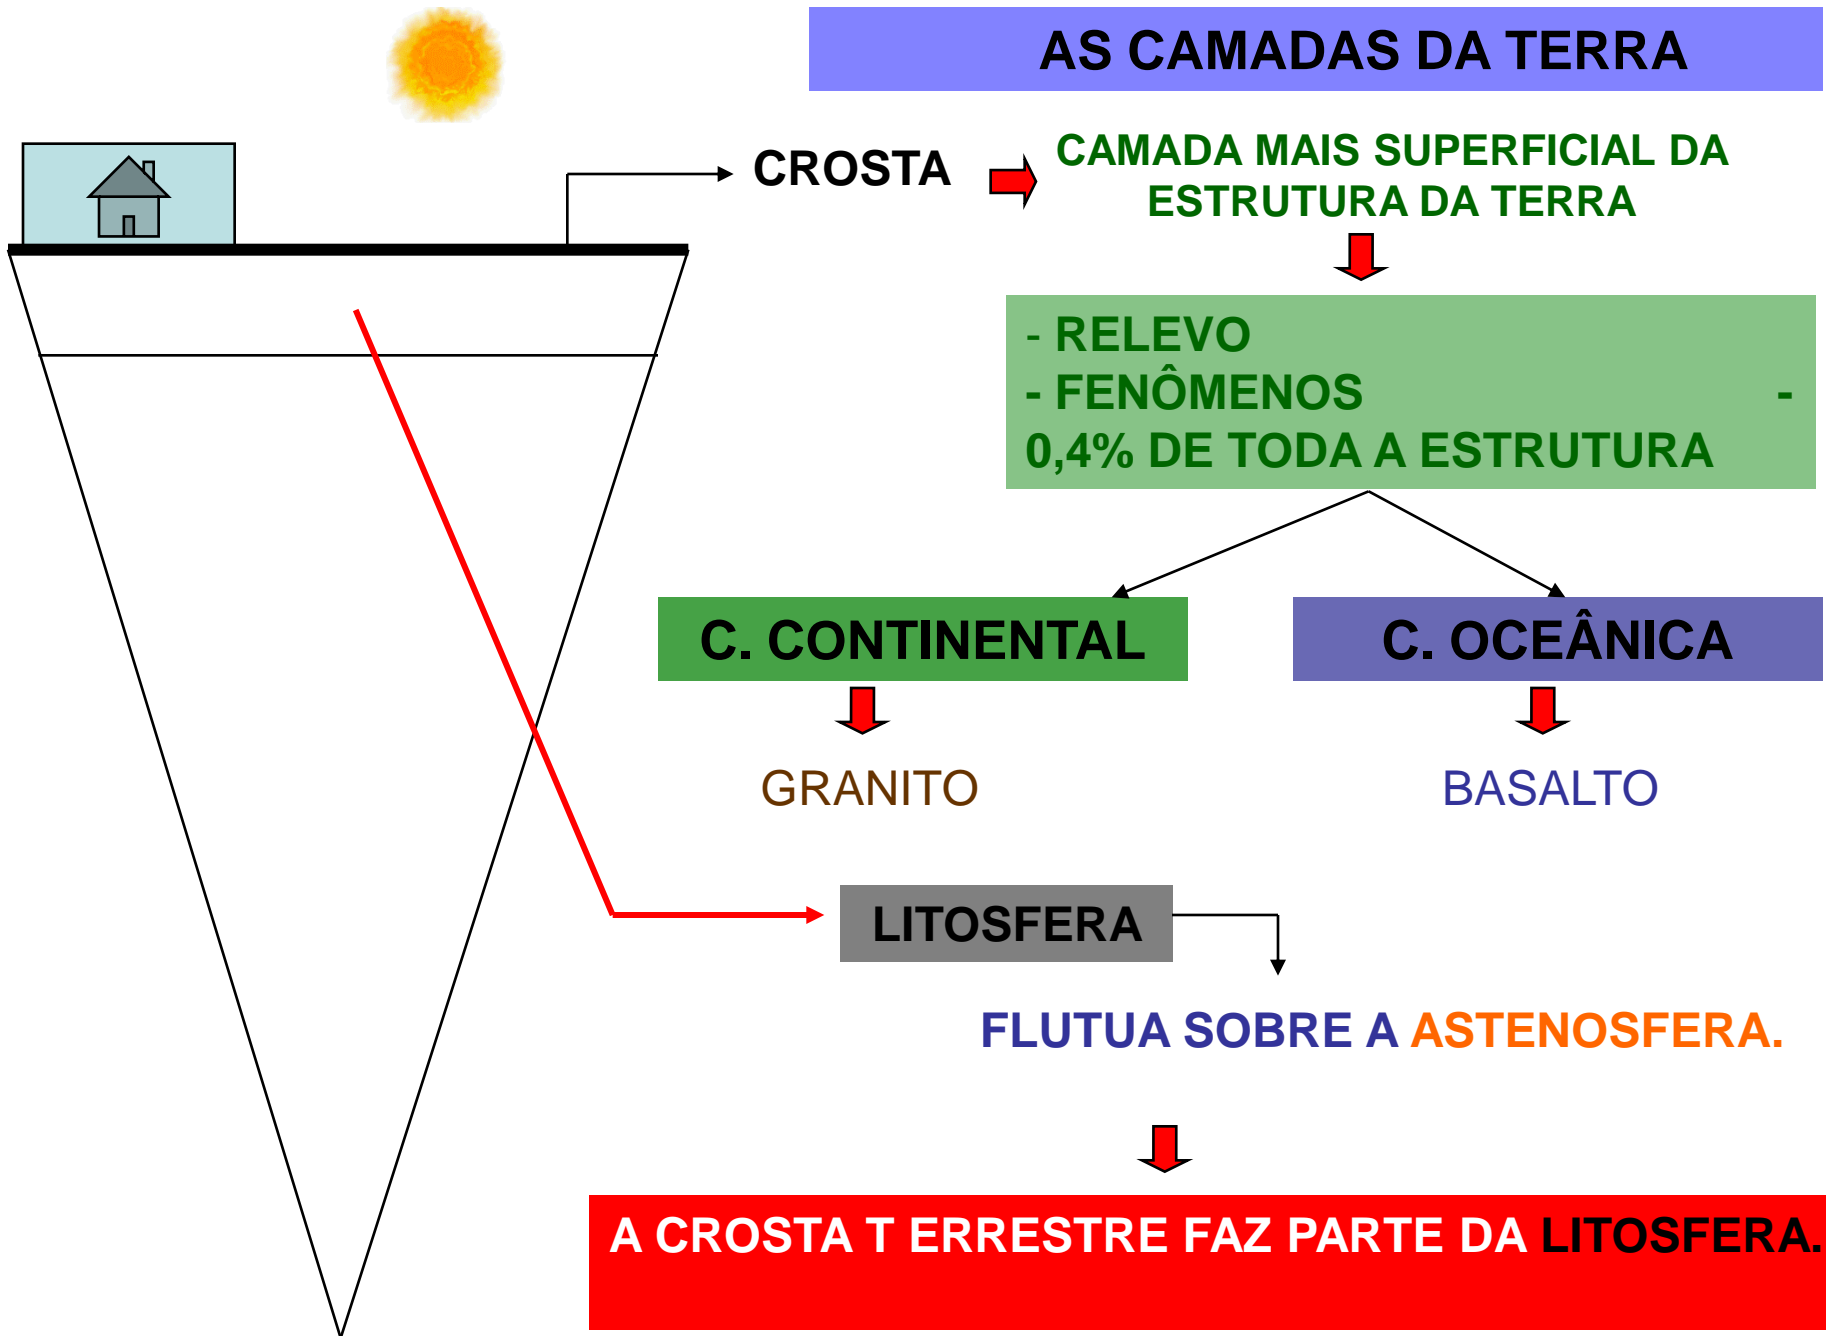 AS CAMADAS DA TERRA
CROSTA
CAMADA MAIS SUPERFICIAL DA
ESTRUTURA DA TERRA
- RELEVO
- FENÔMENOS -
0,4% DE TODA A ESTRUTURA
C. CONTINENTAL
C. OCEÂNICA
GRANITO
BASALTO
LITOSFERA
FLUTUA SOBRE A ASTENOSFERA.
A CROSTA T ERRESTRE FAZ PARTE DA LITOSFERA.